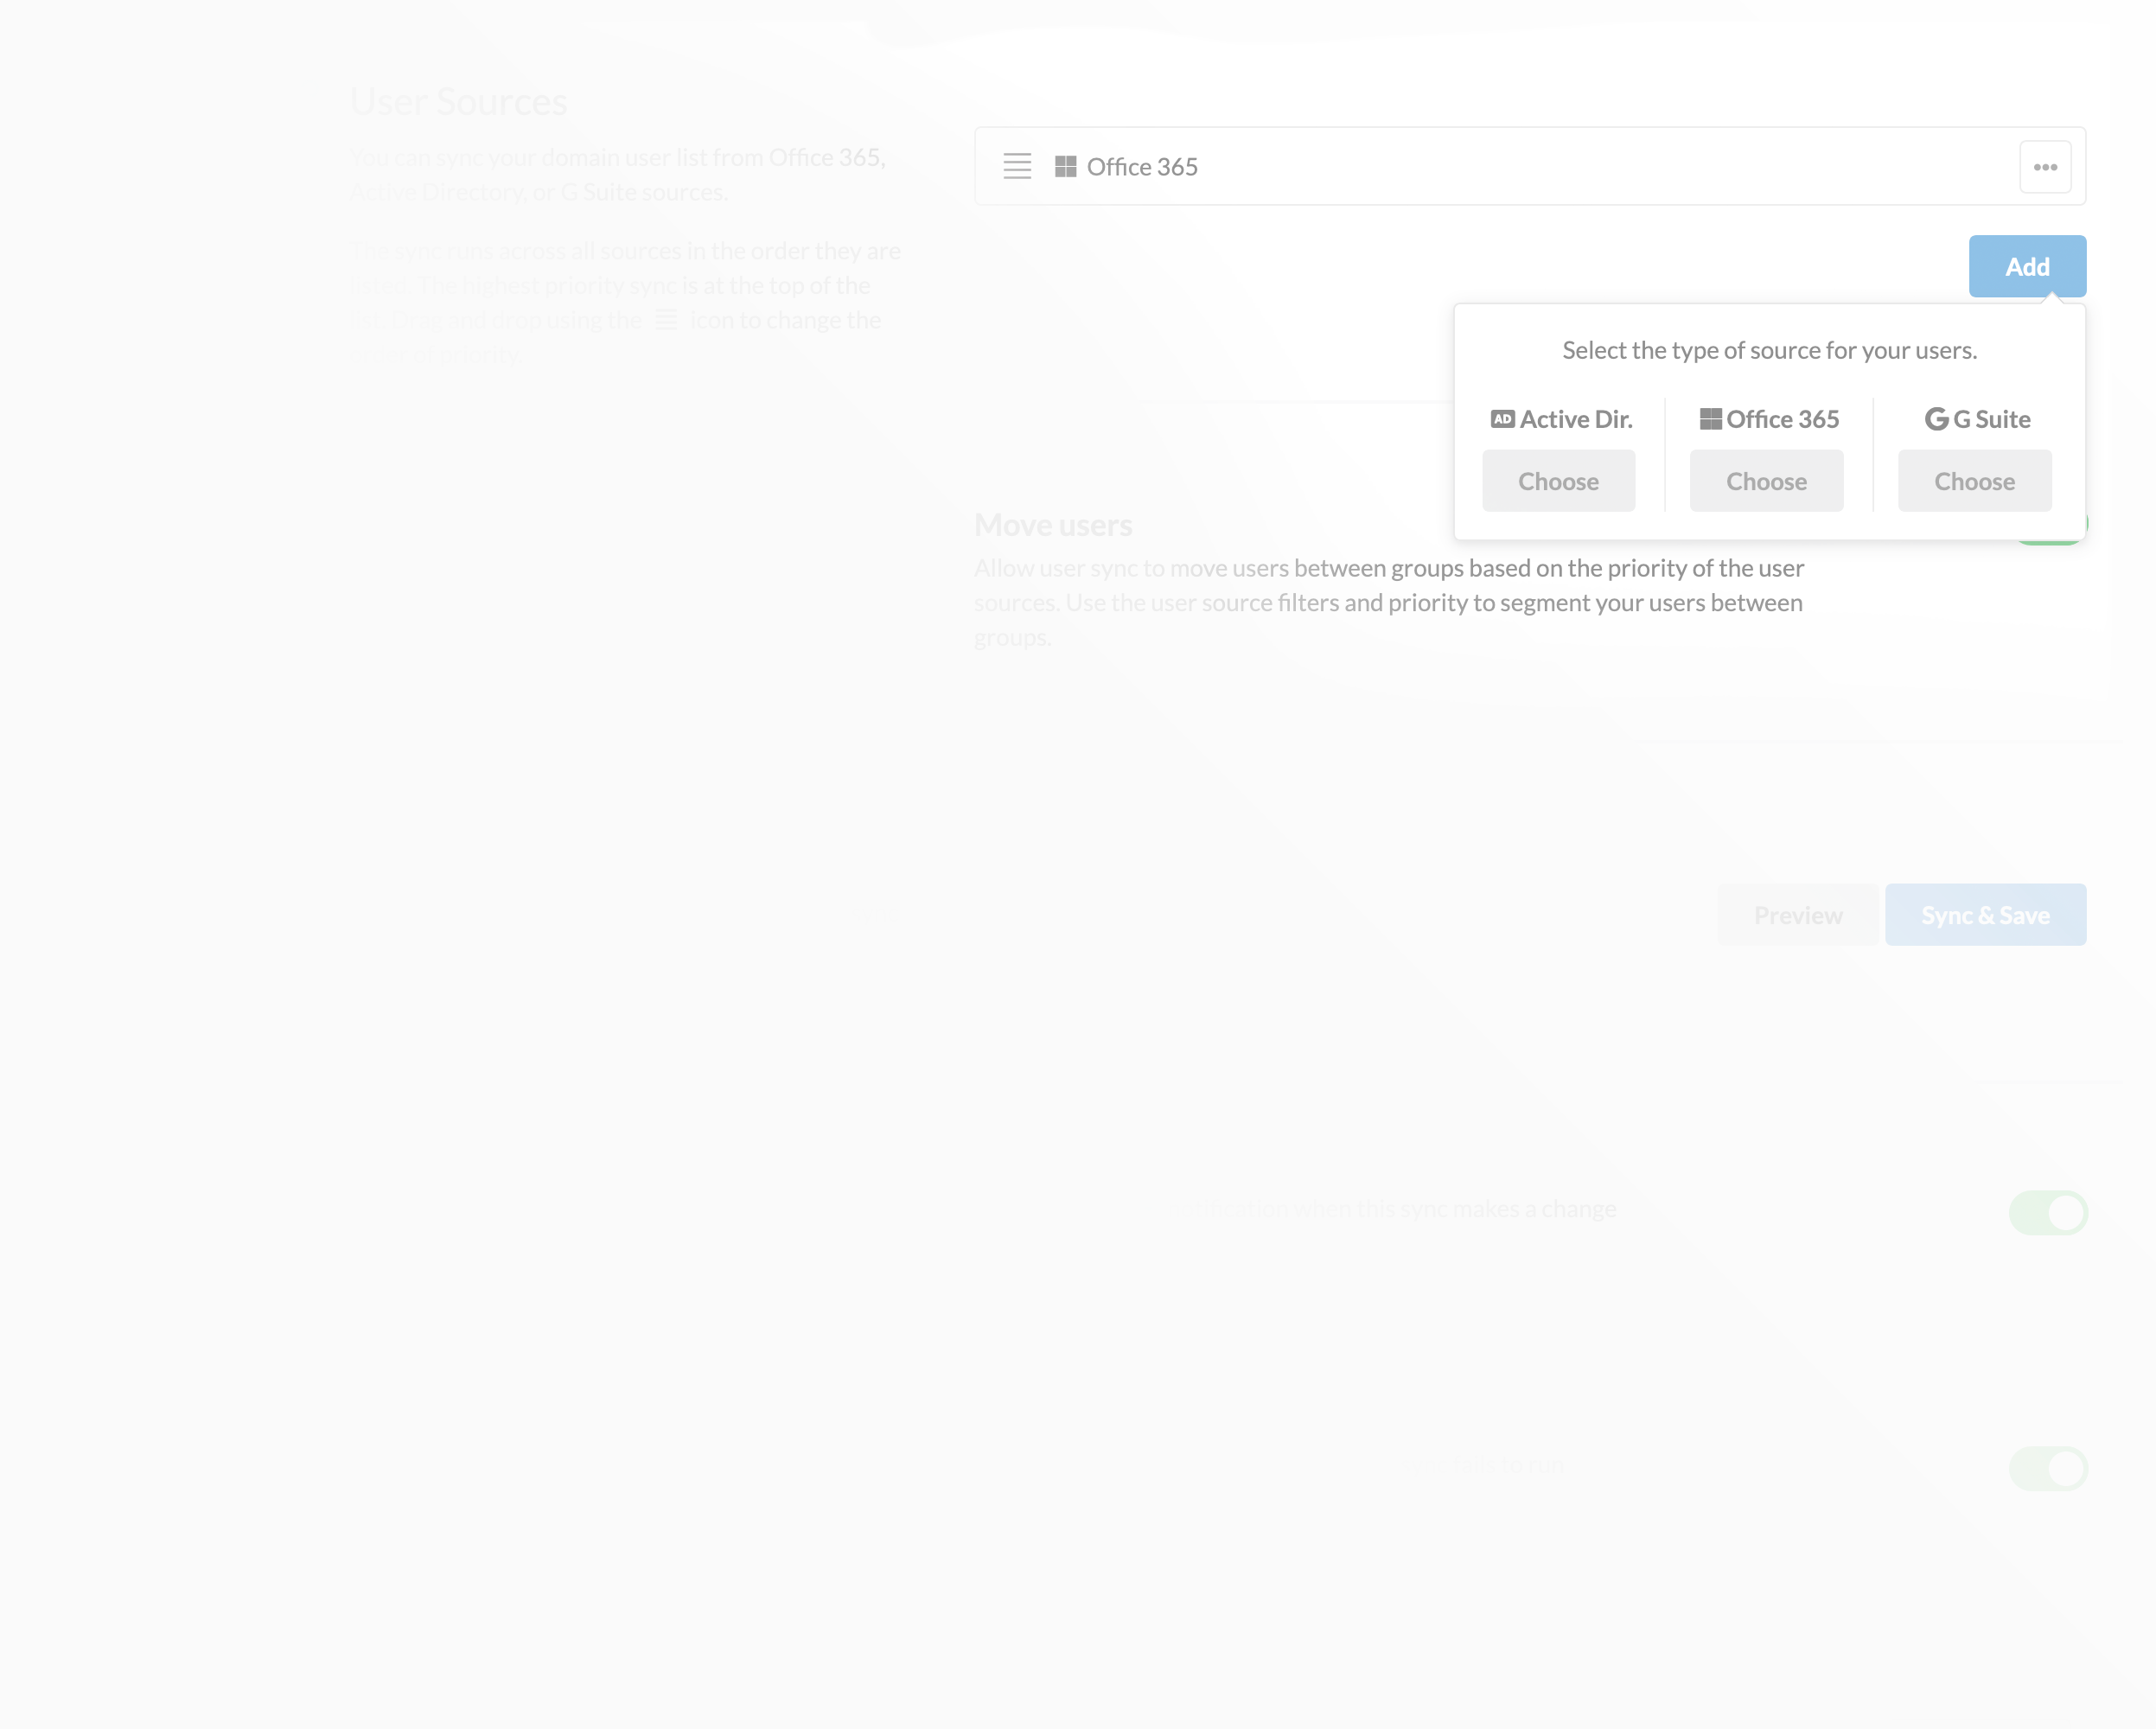 User Sources
You can sync your domain user list from Office 365,
Active Directory, or G Suite sources.
The sync runs across all sources in the order they are
listed. The highest priority sync is at the top of the
list. Drag and drop using the icon to change the
of priority.
Office 365
Add
Select the type of source for your users.
AD Active Dir.
Office 365
G Suite
Choose
Choose
Choose
Move users
Allow user sync to move users between groups based on the priority of the user
sources. Use the user source filters and priority to segment your users between
groups.
Preview
Sync & Save
when this sync makes a change
to run